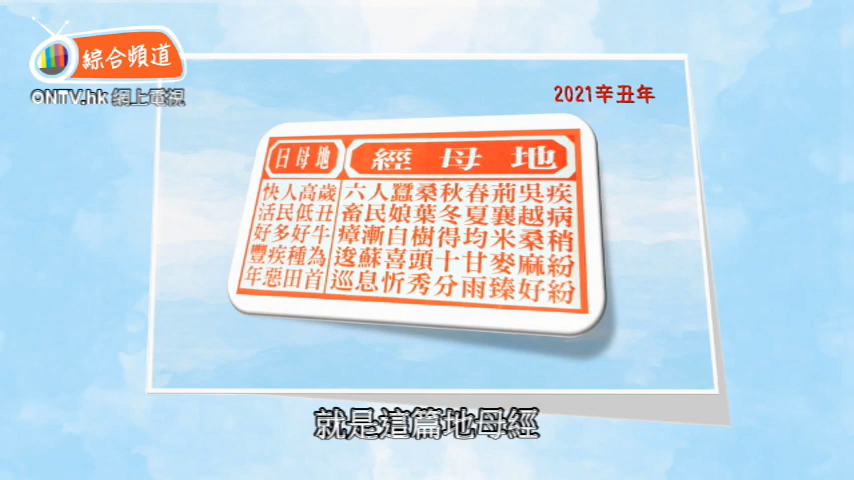 綜合頻道
ONTV.hk 網上電視
2021辛丑年
地母經
疾病稍紛紛
吳越桑麻好
荊襄米麥臻
春夏均甘雨
秋冬得十分
桑葉樹頭秀
蠶娘自喜忻
人民漸蘇息
六畜瘴逡巡
地母曰
歲丑牛為首
高低好種田
人民多疾惡
快活好豐年
就是這篇地母經